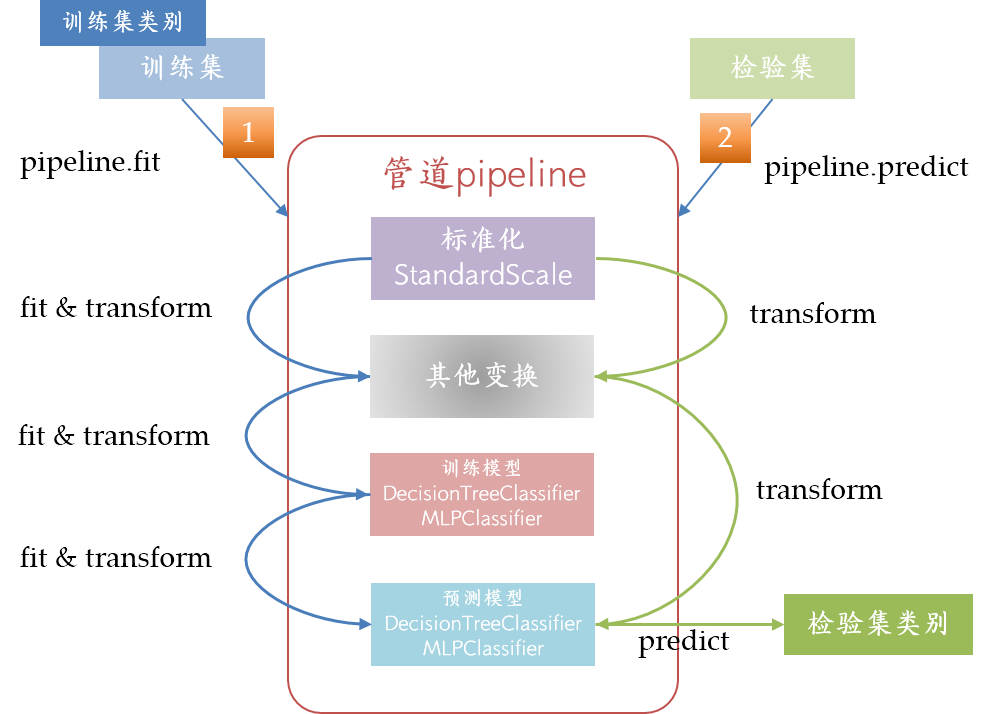 训练集类别
训练集
检验集
1
2
pipeline.fit
pipeline.predict
管道pipeline
标准化
StandardScale
fit & transform
transform
其他变换
fit & transform
训练模型
DecisionTreeClassifier
MLPClassifier
transform
fit & transform
预测模型
DecisionTreeClassifier
MLPClassifier
predict
检验集类别